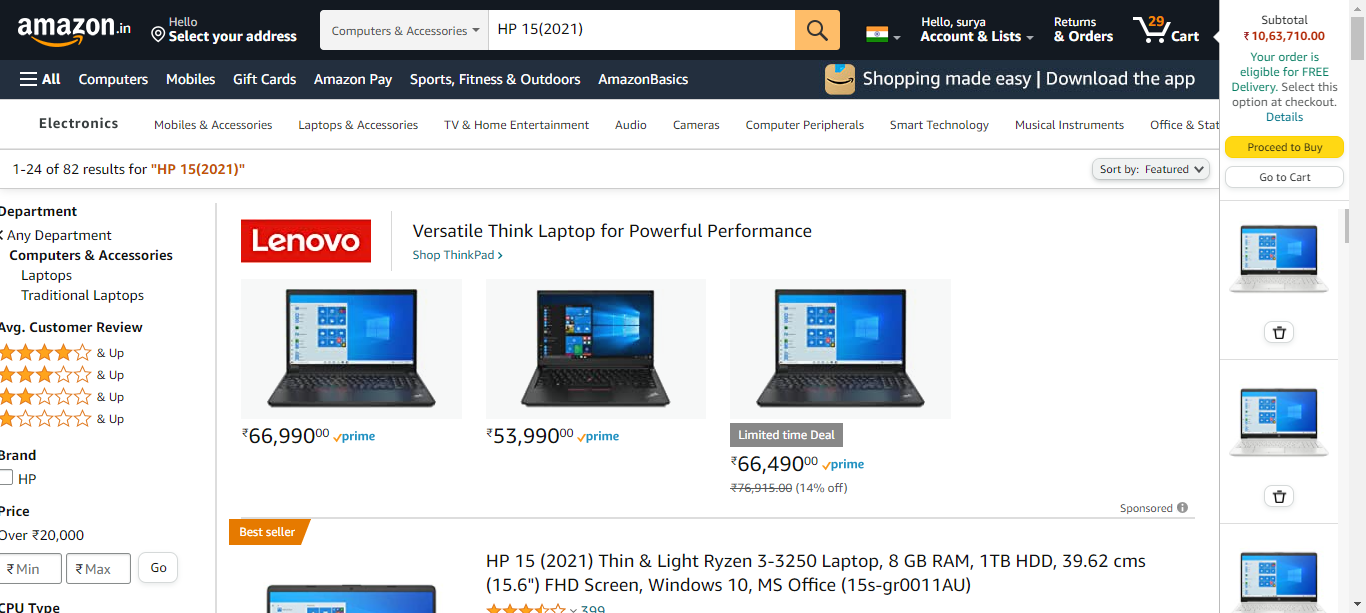 amazon.in
Hello
Select your address
Computers & Accessories
HP 15(2021)
Hello, surya
Account & Lists
Returns
& Orders
29
Cart
All
Computers
Mobiles
Gift Cards
Amazon Pay
Sports, Fitness & Outdoors
AmazonBasics
Shopping made easy | Download the app
Electronics
Mobiles & Accessories
Laptops & Accessories
TV & Home Entertainment
Audio
Cameras
Computer Peripherals
Smart Technology
Musical Instruments
Office & Stat
1-24 of 82 results for "HP 15(2021)"
Sort by: Featured
Department
Any Department
Computers & Accessories
Laptops
Traditional Laptops
Avg. Customer Review
& Up
& Up
& Up
& Up
Brand
HP
Price
Over ₹20,000
₹ Min
₹ Max
Go
CPU Type
Lenovo
Versatile Think Laptop for Powerful Performance
Shop ThinkPad ›
₹66,99000 prime
₹53,99000 prime
Limited time Deal
₹66,49000 prime
₹76,915.00 (14% off)
Sponsored
Best seller
HP 15 (2021) Thin & Light Ryzen 3-3250 Laptop, 8 GB RAM, 1TB HDD, 39.62 cms
(15.6") FHD Screen, Windows 10, MS Office (15s-gr0011AU)
399
Subtotal
₹10,63,710.00
Your order is
eligible for FREE
Delivery. Select this
option at checkout.
Details
Proceed to Buy
Go to Cart